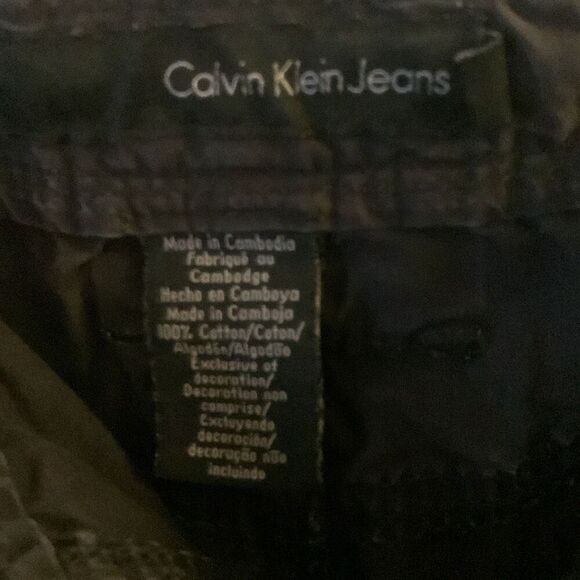 Calvin Klein Jeans
Made in Cambodia
Fabriqué au
Cambodge
Hecho en Camboya
Made in Camboja
100% Cotton/Coton/
Algodón/Algodão
Exclusive of
decoration/
Decoration non
comprise/
Excluyendo
decoración/
decoração não
incluindo